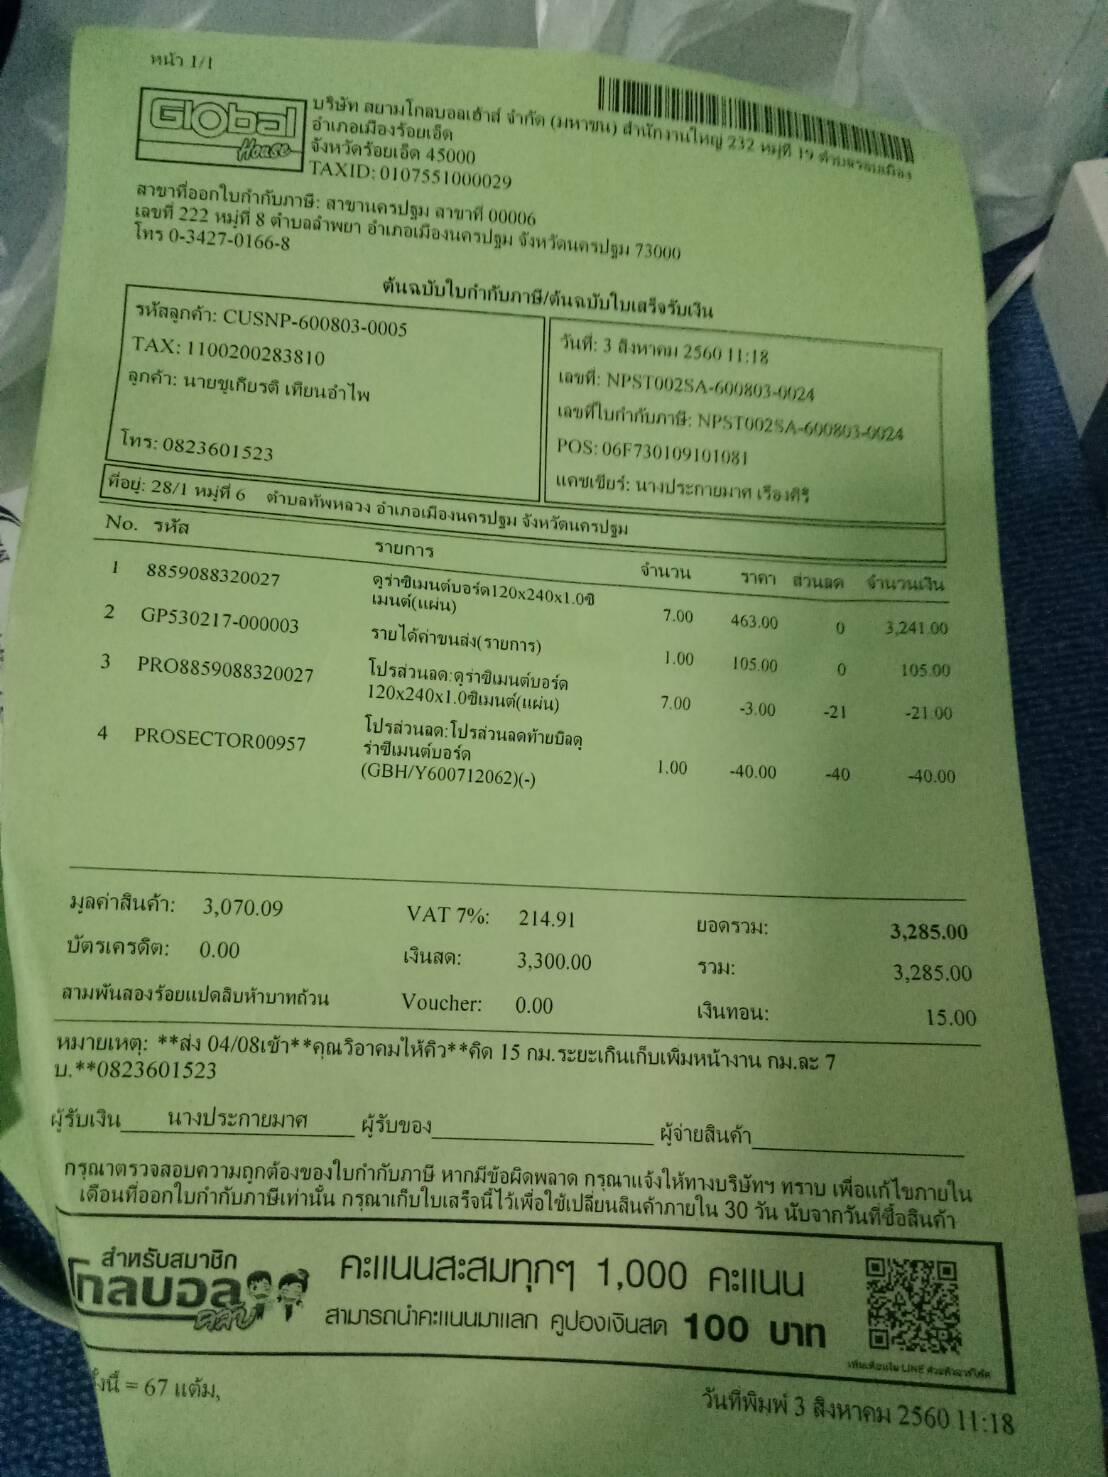 หน้า 1/1
Global House
บริษัท สยามโกลบอลเฮ้าส์ จำกัด (มหาชน) สำนักงานใหญ่ 232 หมู่ที่ 19 ตำบลรอบเมือง
อำเภอเมืองร้อยเอ็ด
จังหวัดร้อยเอ็ด 45000
TAXID: 0107551000029
สาขาที่ออกใบกำกับภาษี: สาขานครปฐม สาขาที่ 00006
เลขที่ 222 หมู่ที่ 8 ตำบลลำพยา อำเภอเมืองนครปฐม จังหวัดนครปฐม 73000
โทร 0-3427-0166-8
ต้นฉบับใบกำกับภาษี/ต้นฉบับใบเสร็จรับเงิน
รหัสลูกค้า: CUSNP-600803-0005
TAX: 1100200283810
ลูกค้า: นายชูเกียรติ เทียนอำไพ
โทร: 0823601523
วันที่: 3 สิงหาคม 2560 11:18
เลขที่: NPST002SA-600803-0024
เลขที่ใบกำกับภาษี: NPST002SA-600803-0024
POS: 06F730109101081
แคชเชียร์: นางประกายมาศ เรืองศิริ
ที่อยู่: 28/1 หมู่ที่ 6 ตำบลทัพหลวง อำเภอเมืองนครปฐม จังหวัดนครปฐม
No. รหัส รายการ จำนวน ราคา ส่วนลด จำนวนเงิน
1 8859088320027 ดูร่าซิเมนต์บอร์ด120x240x1.0ซิ 7.00 463.00 0 3,241.00
เมนต์(แผ่น)
2 GP530217-000003 รายได้ค่าขนส่ง(รายการ) 1.00 105.00 0 105.00
3 PRO8859088320027 โปรส่วนลด:ดูร่าซิเมนต์บอร์ด 7.00 -3.00 -21 -21.00
120x240x1.0ซิเมนต์(แผ่น)
4 PROSECTOR00957 โปรส่วนลด:โปรส่วนลดท้ายบิลดู 1.00 -40.00 -40 -40.00
ร่าซีเมนต์บอร์ด
(GBH/Y600712062)(-)
มูลค่าสินค้า: 3,070.09 VAT 7%: 214.91 ยอดรวม: 3,285.00
บัตรเครดิต: 0.00 เงินสด: 3,300.00 รวม: 3,285.00
สามพันสองร้อยแปดสิบห้าบาทถ้วน Voucher: 0.00 เงินทอน: 15.00
หมายเหตุ: **ส่ง 04/08เช้า**คุณวิอาคมให้คิว**คิด 15 กม.ระยะเกินเก็บเพิ่มหน้างาน กม.ละ 7
บ.**0823601523
ผู้รับเงิน นางประกายมาศ ผู้รับของ ผู้จ่ายสินค้า
กรุณาตรวจสอบความถูกต้องของใบกำกับภาษี หากมีข้อผิดพลาด กรุณาแจ้งให้ทางบริษัทฯ ทราบ เพื่อแก้ไขภายใน
เดือนที่ออกใบกำกับภาษีเท่านั้น กรุณาเก็บใบเสร็จนี้ไว้เพื่อใช้เปลี่ยนสินค้าภายใน 30 วัน นับจากวันที่ซื้อสินค้า
สำหรับสมาชิก
โกลบอล
คลับ
คะแนนสะสมทุกๆ 1,000 คะแนน
สามารถนำคะแนนมาแลก คูปองเงินสด 100 บาท
ั้งนี้ = 67 แต้ม,
วันที่พิมพ์ 3 สิงหาคม 2560 11:18